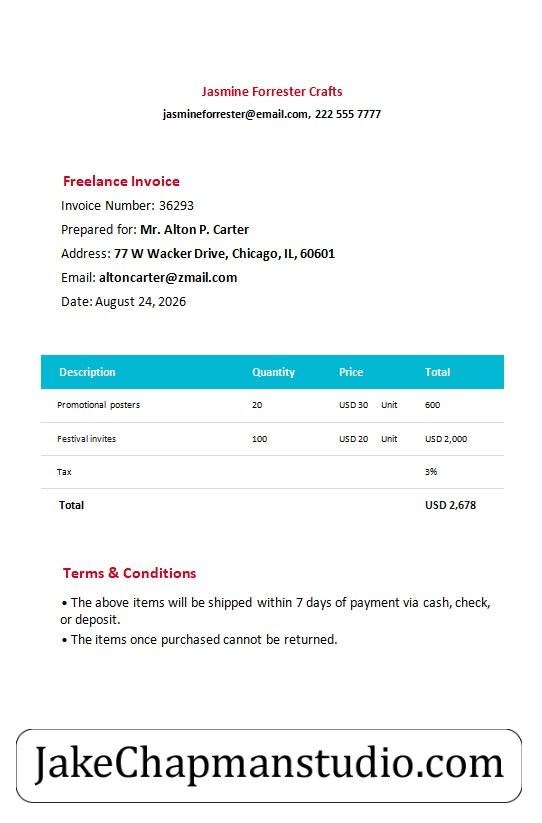 Jasmine Forrester Crafts
jasmineforrester@email.com, 222 555 7777
Freelance Invoice
Invoice Number: 36293
Prepared for: Mr. Alton P. Carter
Address: 77 W Wacker Drive, Chicago, IL, 60601
Email: altoncarter@zmail.com
Date: August 24, 2026
Description Quantity Price Total
Promotional posters 20 USD 30 Unit 600
Festival invites 100 USD 20 Unit USD 2,000
Tax 3%
Total USD 2,678
Terms & Conditions
• The above items will be shipped within 7 days of payment via cash, check,
or deposit.
• The items once purchased cannot be returned.
JakeChapmanstudio.com